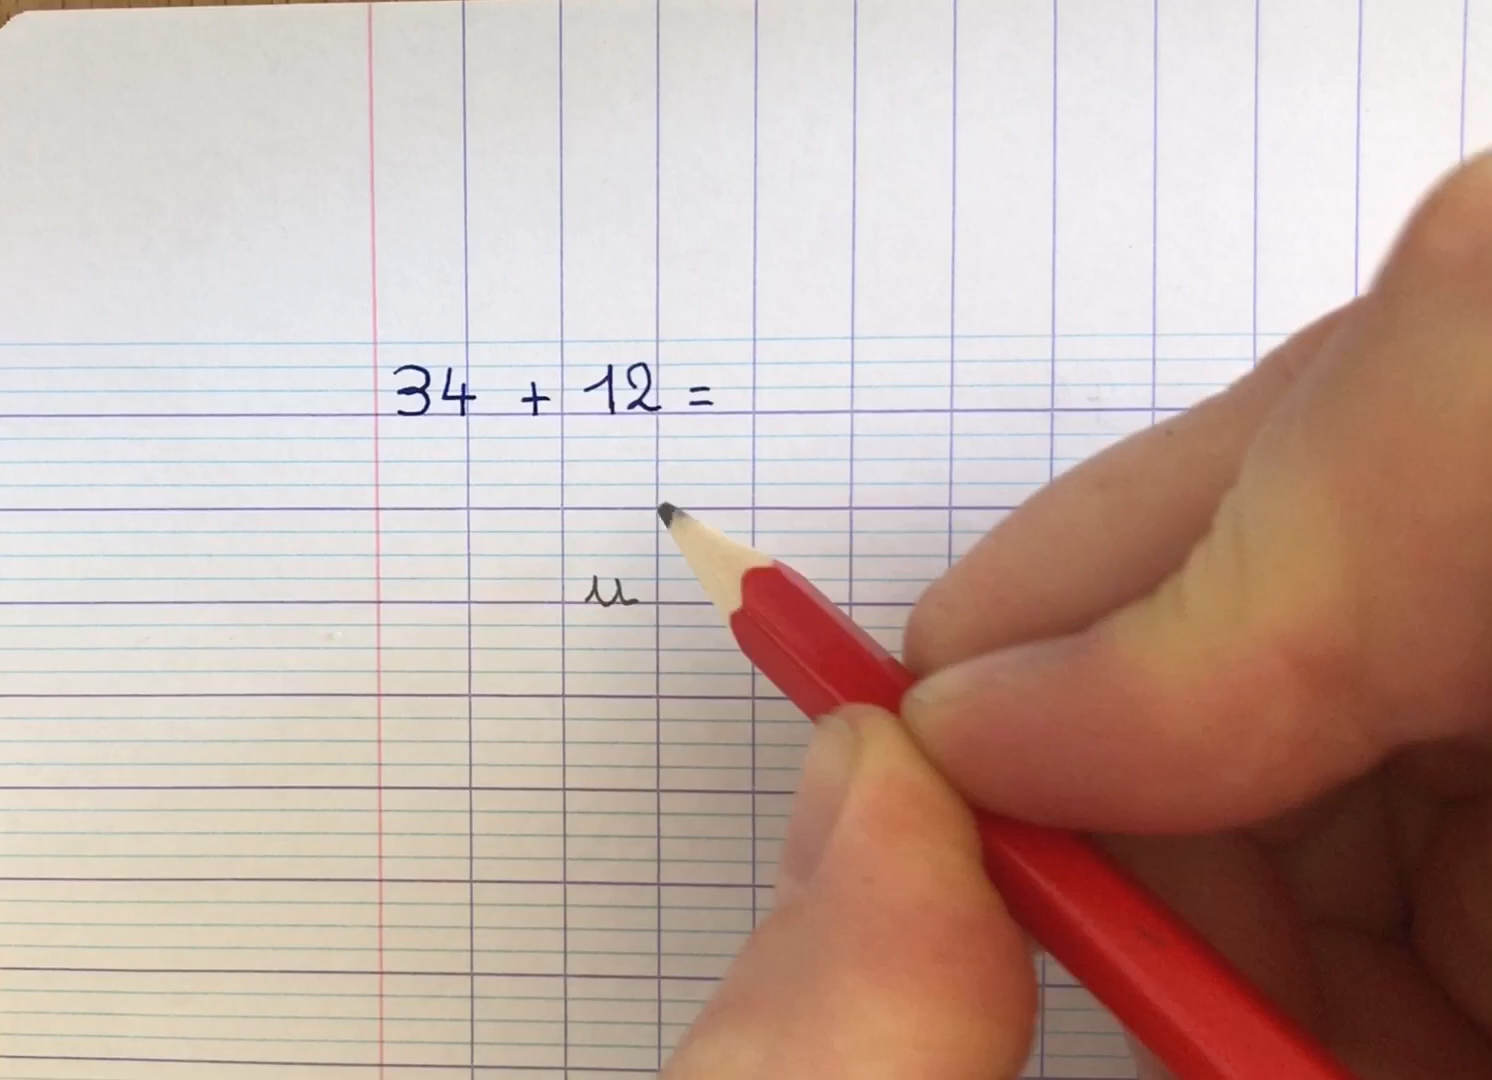 34 + 12 =
u